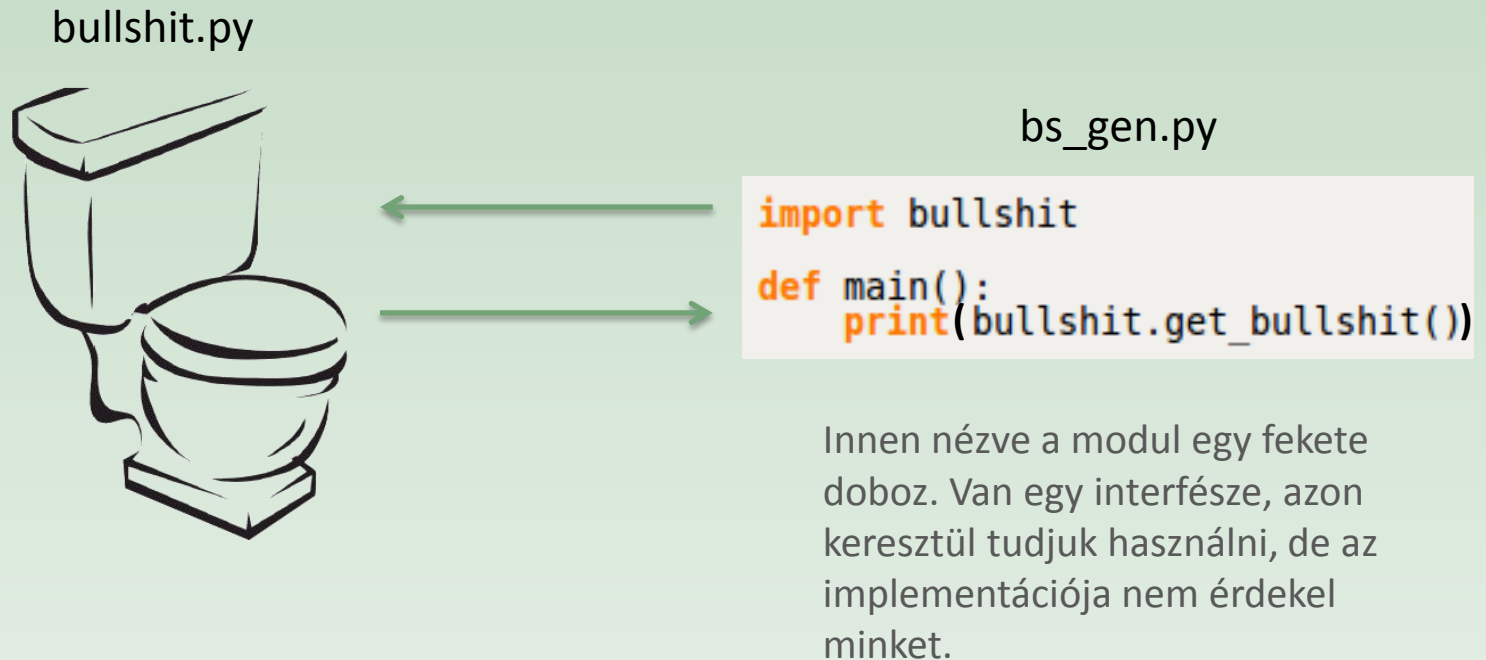 bullshit.py
bs_gen.py
import bullshit
def main():
    print(bullshit.get_bullshit())
Innen nézve a modul egy fekete
doboz. Van egy interfésze, azon
keresztül tudjuk használni, de az
implementációja nem érdekel
minket.